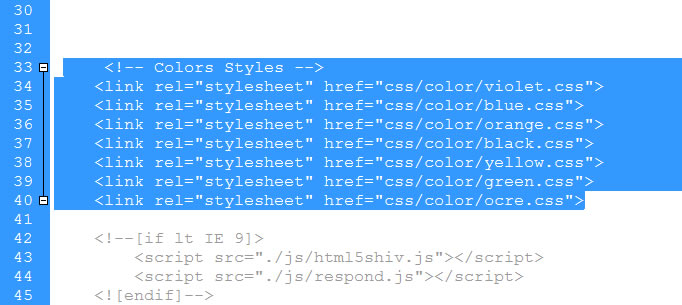 30
31
32
33 <!-- Colors Styles -->
34 <link rel="stylesheet" href="css/color/violet.css">
35 <link rel="stylesheet" href="css/color/blue.css">
36 <link rel="stylesheet" href="css/color/orange.css">
37 <link rel="stylesheet" href="css/color/black.css">
38 <link rel="stylesheet" href="css/color/yellow.css">
39 <link rel="stylesheet" href="css/color/green.css">
40 <link rel="stylesheet" href="css/color/ocre.css">
41
42 <!--[if lt IE 9]>
43 <script src="./js/html5shiv.js"></script>
44 <script src="./js/respond.js"></script>
45 <![endif]-->